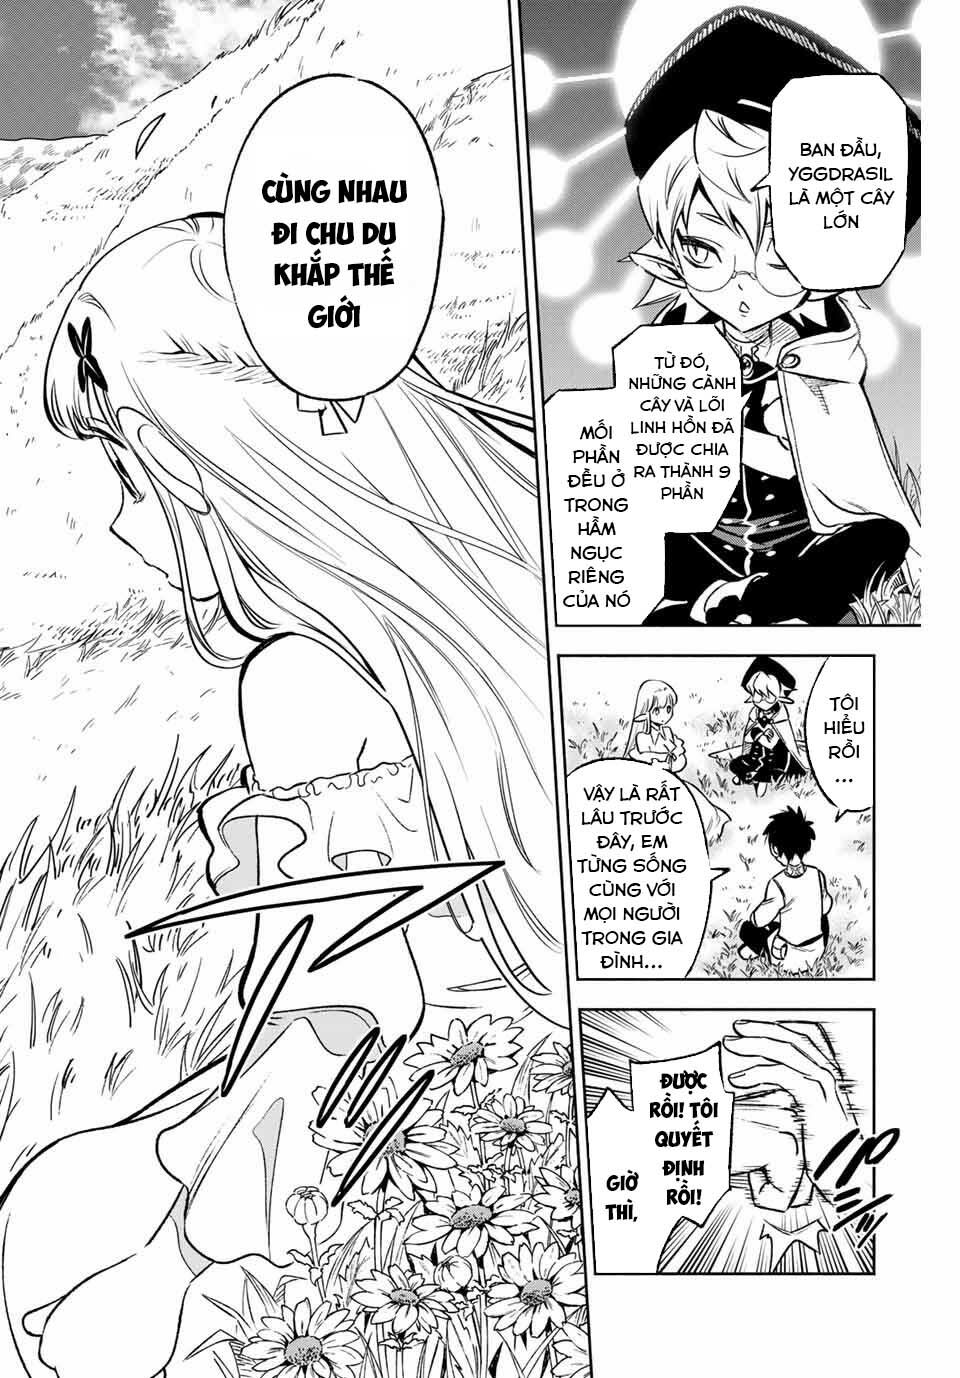 BAN ĐẦU,
YGGDRASIL
LÀ MỘT CÂY
LỚN
TỪ ĐÓ,
NHỮNG CÀNH
CÂY VÀ LÕI
LINH HỒN ĐÃ
ĐƯỢC CHIA
RA THÀNH 9
PHẦN
MỖI
PHẦN
ĐỀU Ở
TRONG
HẦM
NGỤC
RIÊNG
CỦA NÓ
TÔI
HIỂU
RỒI
...
VẬY LÀ RẤT
LÂU TRƯỚC
ĐÂY, EM
TỪNG SỐNG
CÙNG VỚI
MỌI NGƯỜI
TRONG GIA
ĐÌNH...
ĐƯỢC
RỒI! TÔI
QUYẾT
ĐỊNH
RỒI!
GIỜ
THÌ,
CÙNG NHAU
ĐI CHU DU
KHẮP THẾ
GIỚI